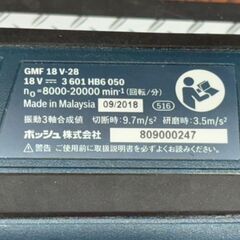 GMF 18 V-28
18 V⎓ 3 601 HB6 050
n₀=8000-20000 min⁻¹ (回転/分)
Made in Malaysia 09/2018 516
振動3軸合成値 切断時:9.7m/s² 研磨時:3.5m/s²
ご使用前に取扱説明書を必ずよくお読みください
ボッシュ株式会社 809000247